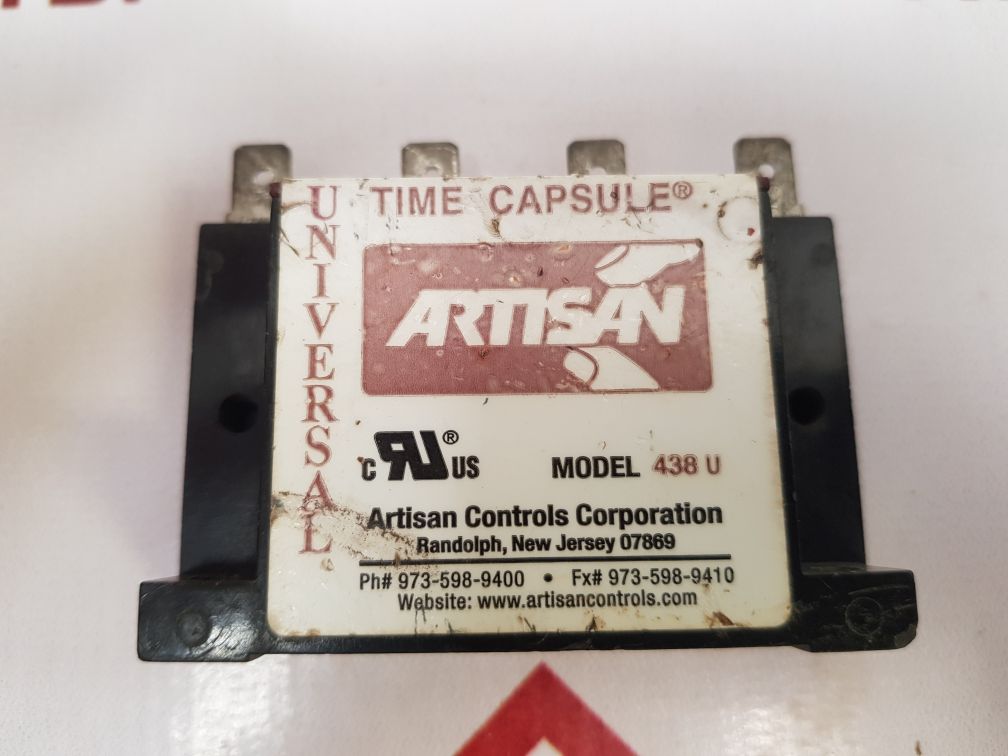 UNIVERSAL
TIME CAPSULE®
ARTISAN
c RU® US
MODEL 438 U
Artisan Controls Corporation
Randolph, New Jersey 07869
Ph# 973-598-9400 • Fx# 973-598-9410
Website: www.artisancontrols.com